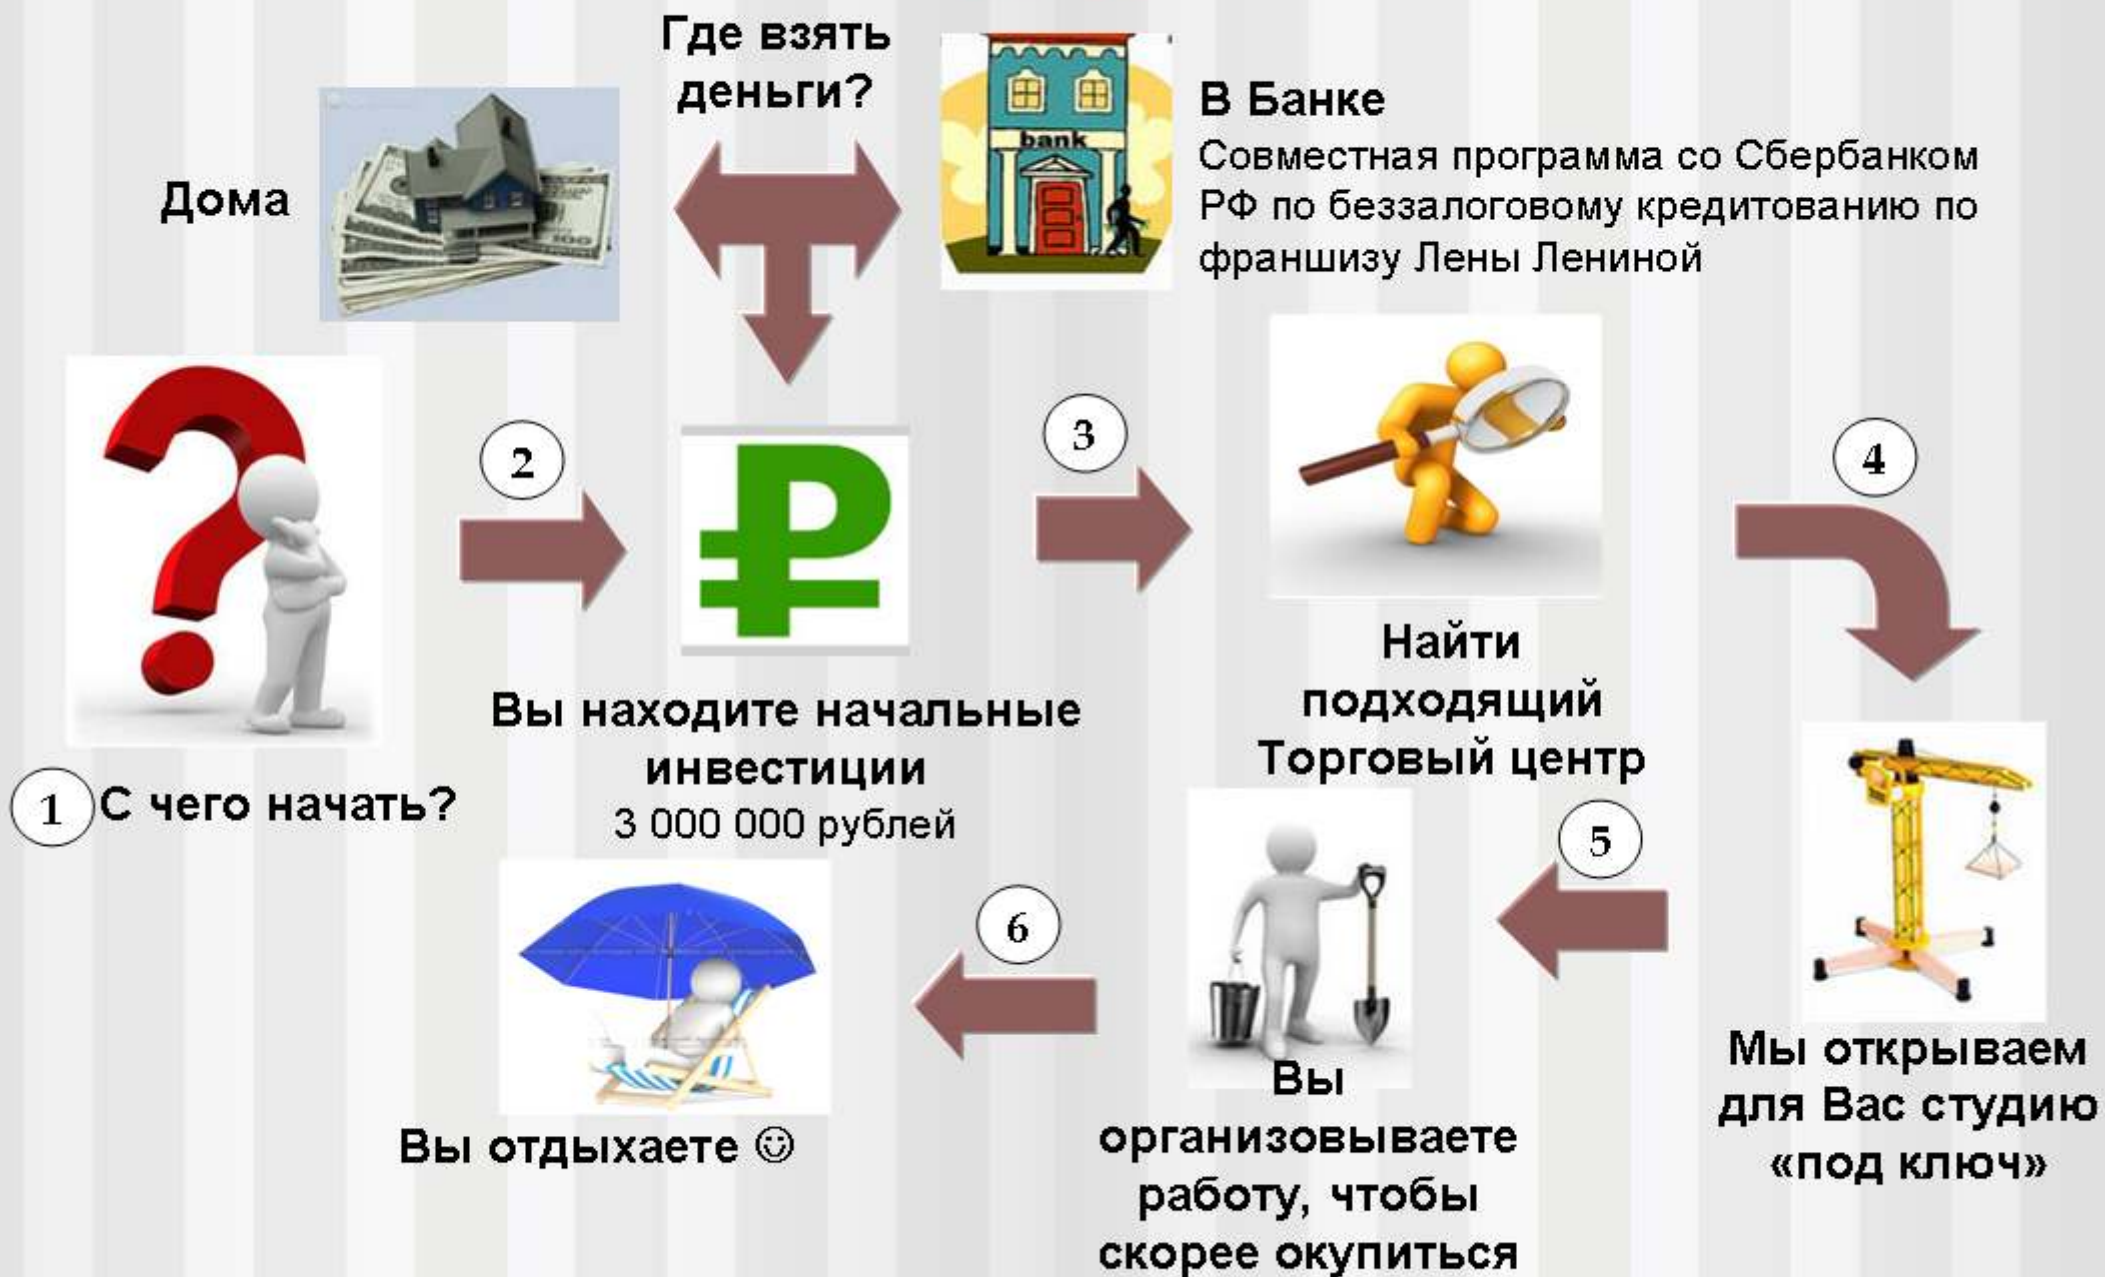 Где взять
деньги?
Дома
bank
100
В Банке
Совместная программа со Сбербанком
РФ по беззалоговому кредитованию по
франшизу Лены Лениной
1
С чего начать?
2
Вы находите начальные
инвестиции
3 000 000 рублей
3
Найти
подходящий
Торговый центр
4
Мы открываем
для Вас студию
«под ключ»
5
Вы
организовываете
работу, чтобы
скорее окупиться
6
Вы отдыхаете ☺